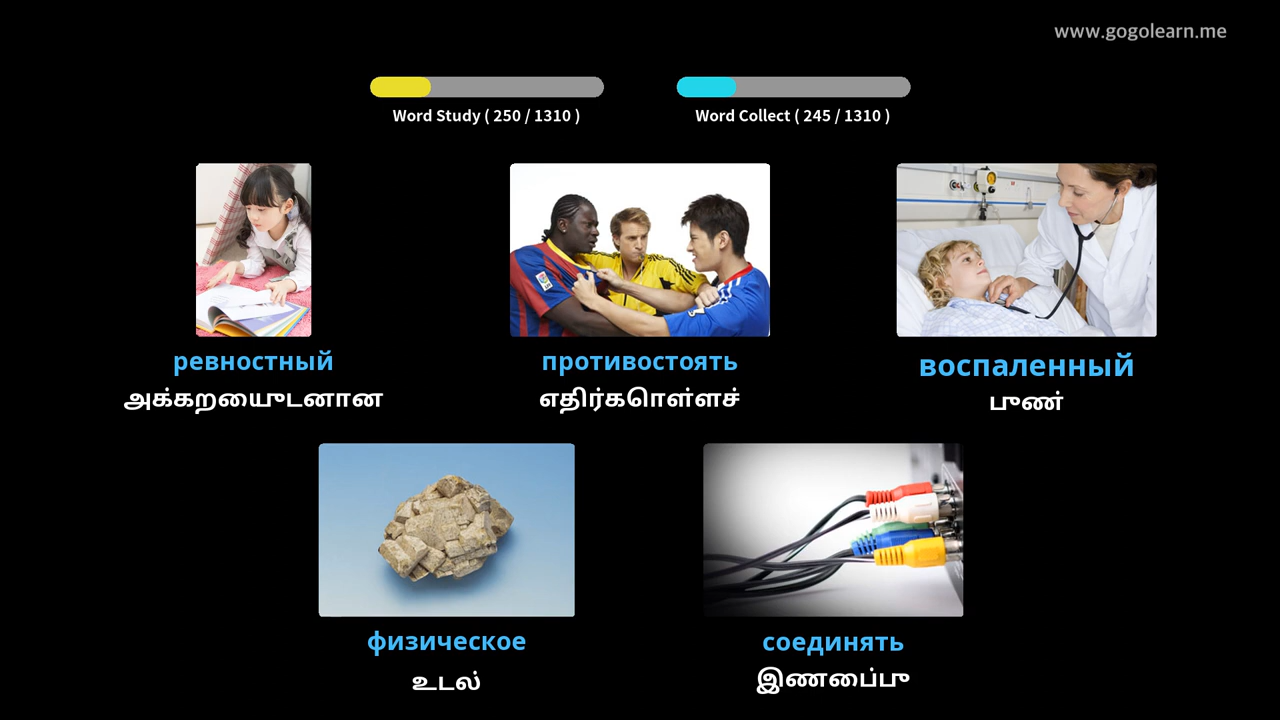 www.gogolearn.me
Word Study ( 250 / 1310 )
Word Collect ( 245 / 1310 )
ревностный
அக்கறையுடனான
противостоять
எதிர்கொள்ளச்
воспаленный
புண்
физическое
உடல்
соединять
இணைப்பு